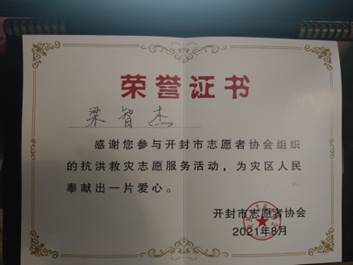 荣誉证书
梁智杰
感谢您参与开封市志愿者协会组织
的抗洪救灾志愿服务活动，为灾区人民
奉献出一片爱心。
开封市志愿者协会
2021年8月